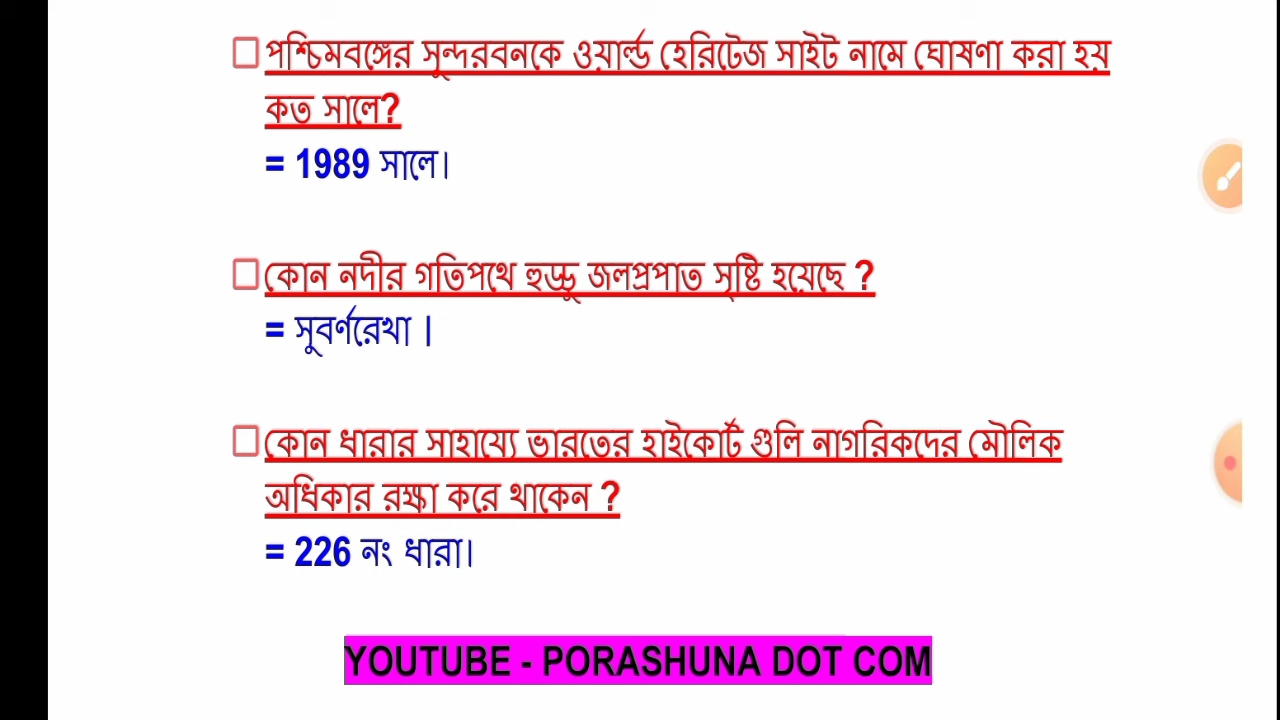 পশ্চিমবঙ্গের সুন্দরবনকে ওয়ার্ল্ড হেরিটেজ সাইট নামে ঘোষণা করা হয়
কত সালে?
= 1989 সালে।
কোন নদীর গতিপথে হুড্ডু জলপ্রপাত সৃষ্টি হয়েছে ?
= সুবর্ণরেখা ।
কোন ধারার সাহায্যে ভারতের হাইকোর্ট গুলি নাগরিকদের মৌলিক
অধিকার রক্ষা করে থাকেন ?
= 226 নং ধারা।
YOUTUBE - PORASHUNA DOT COM